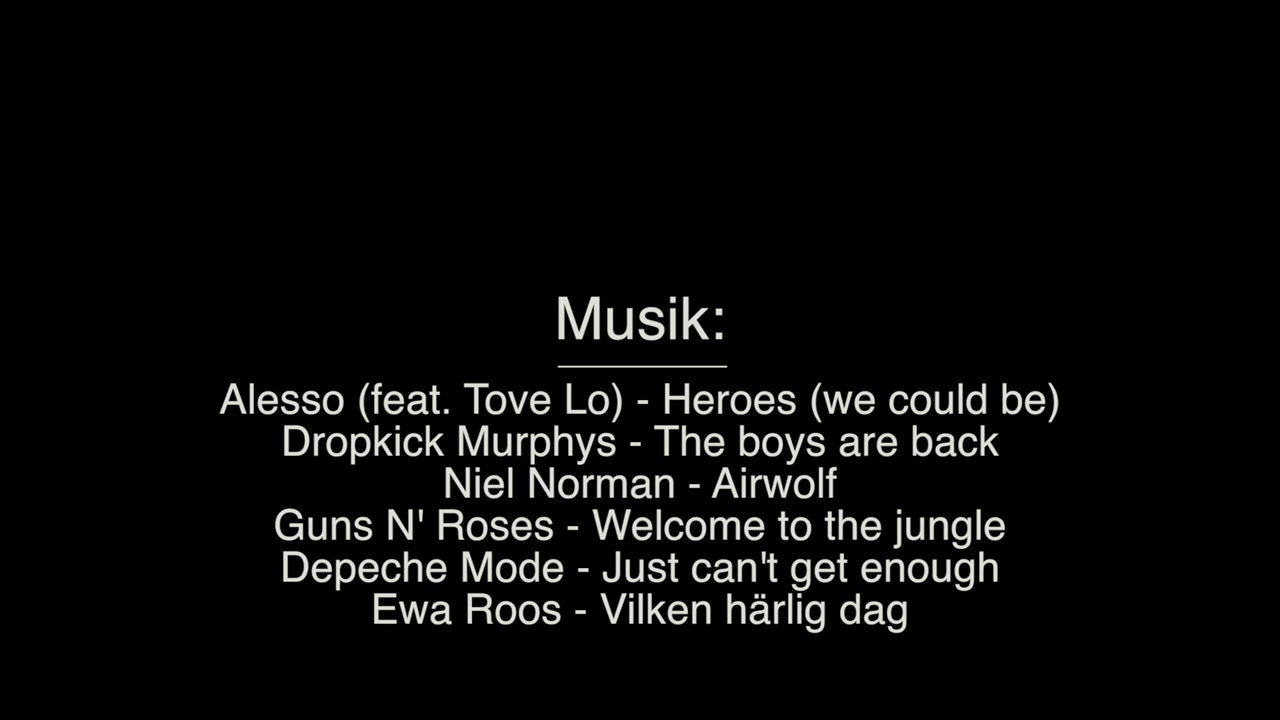 Musik:
Alesso (feat. Tove Lo) - Heroes (we could be)
Dropkick Murphys - The boys are back
Niel Norman - Airwolf
Guns N' Roses - Welcome to the jungle
Depeche Mode - Just can't get enough
Ewa Roos - Vilken härlig dag